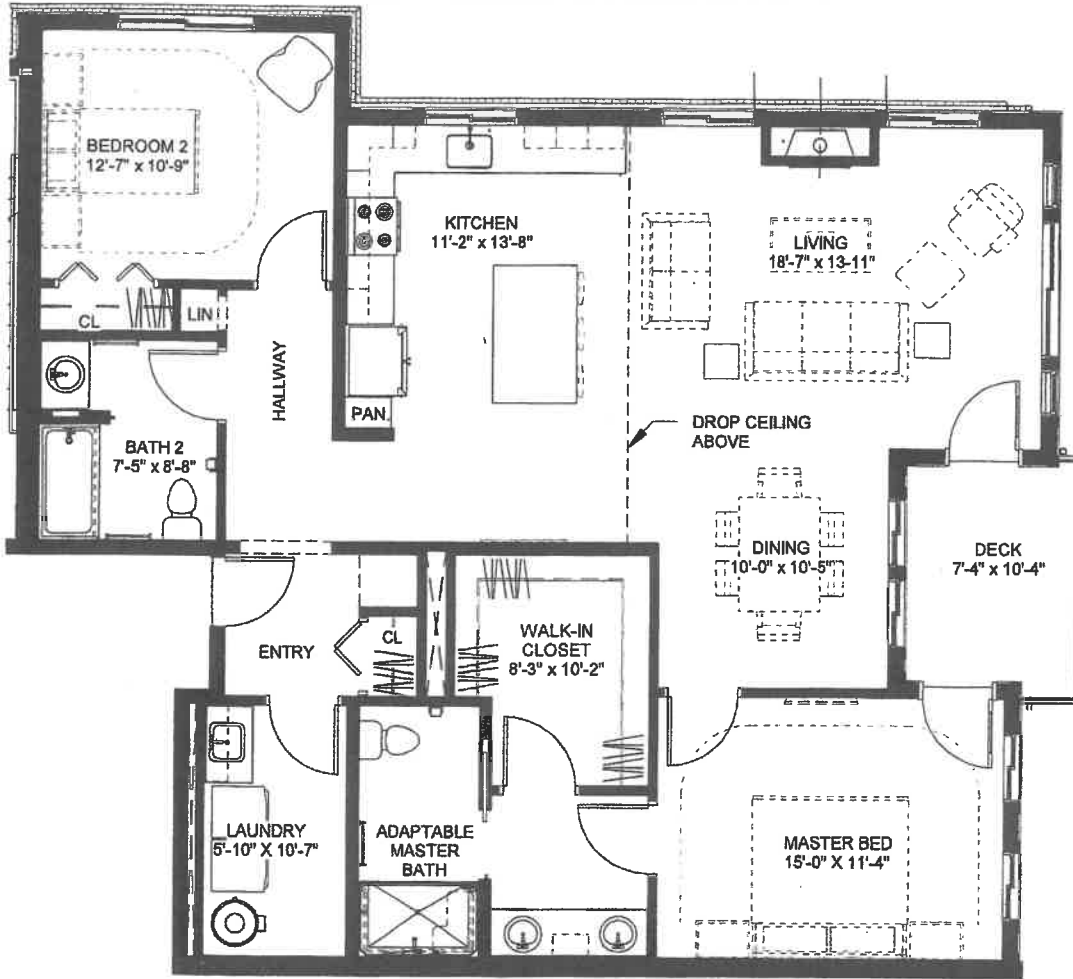 BEDROOM 2
12'-7" x 10'-9"
KITCHEN
11'-2" x 13'-8"
LIVING
18'-7" x 13-11"
CL
LIN
HALLWAY
PAN.
DROP CEILING
ABOVE
BATH 2
7'-5" x 8'-8"
DINING
10'-0" x 10'-5"
DECK
7'-4" x 10'-4"
ENTRY
CL
WALK-IN
CLOSET
8'-3" x 10'-2"
LAUNDRY
5'-10" X 10'-7"
ADAPTABLE
MASTER
BATH
MASTER BED
15'-0" X 11'-4"